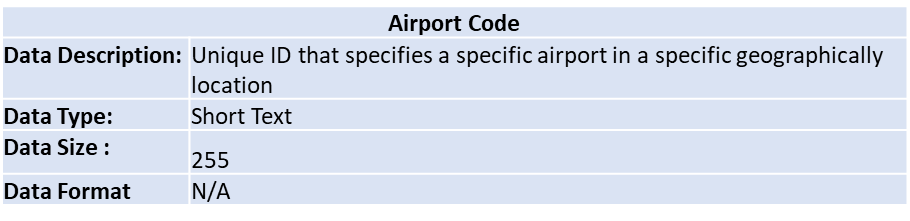 Airport Code
Data Description: Unique ID that specifies a specific airport in a specific geographically
location
Data Type: Short Text
Data Size :
255
Data Format N/A